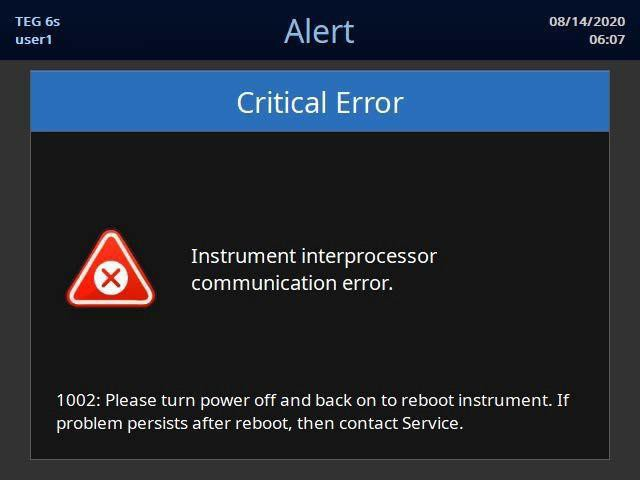 TEG 6s
user1
Alert
08/14/2020
06:07
Critical Error
Instrument interprocessor
communication error.
1002: Please turn power off and back on to reboot instrument. If
problem persists after reboot, then contact Service.